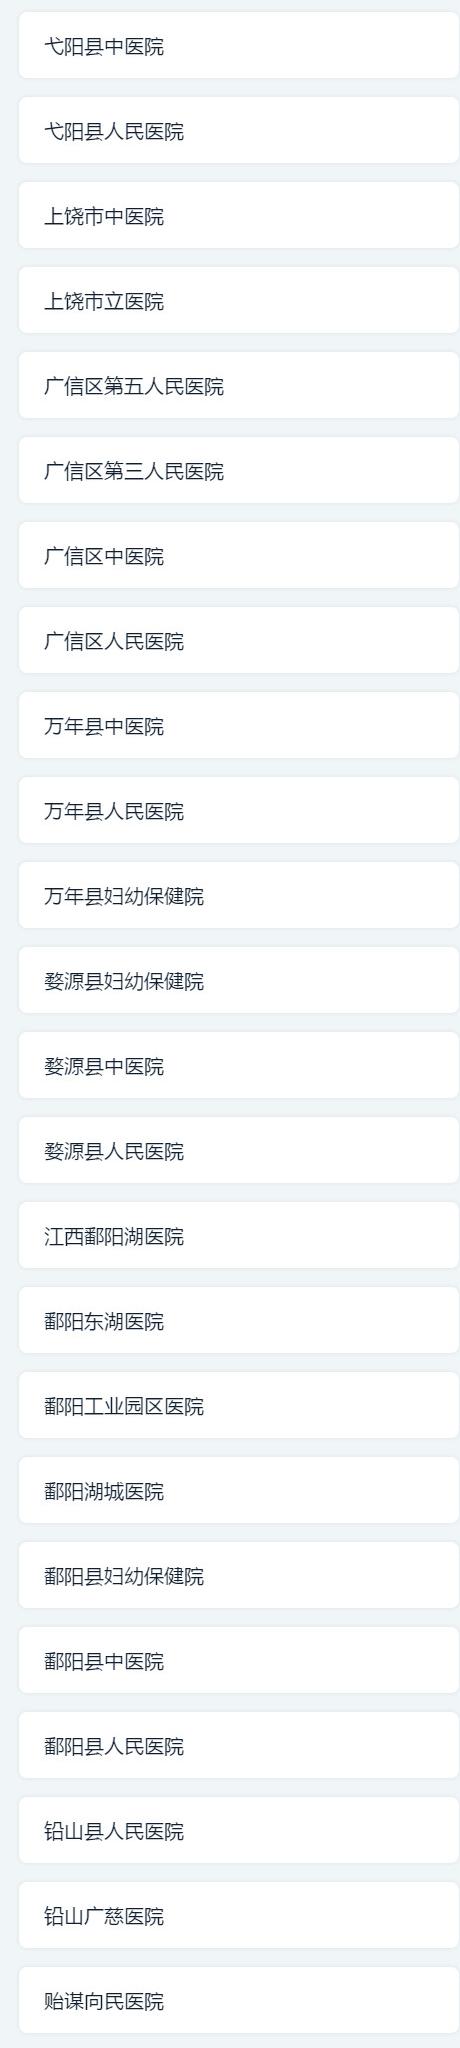 弋阳县中医院
弋阳县人民医院
上饶市中医院
上饶市立医院
广信区第五人民医院
广信区第三人民医院
广信区中医院
广信区人民医院
万年县中医院
万年县人民医院
万年县妇幼保健院
婺源县妇幼保健院
婺源县中医院
婺源县人民医院
江西鄱阳湖医院
鄱阳东湖医院
鄱阳工业园区医院
鄱阳湖城医院
鄱阳县妇幼保健院
鄱阳县中医院
鄱阳县人民医院
铅山县人民医院
铅山广慈医院
贻谋向民医院